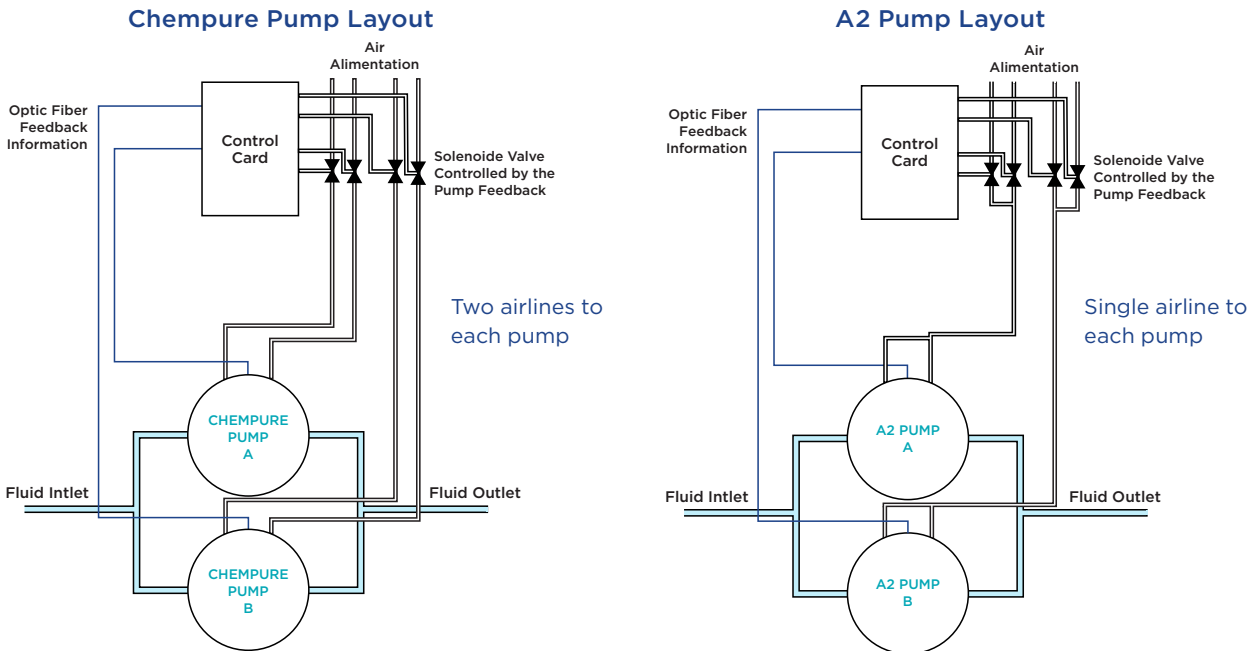 Chempure Pump Layout
Air
Alimentation
Optic Fiber
Feedback
Information
Control
Card
Solenoide Valve
Controlled by the
Pump Feedback
Two airlines to
each pump
CHEMPURE
PUMP
A
Fluid Intlet
Fluid Outlet
CHEMPURE
PUMP
B
A2 Pump Layout
Air
Alimentation
Optic Fiber
Feedback
Information
Control
Card
Solenoide Valve
Controlled by the
Pump Feedback
Single airline to
each pump
A2 PUMP
A
Fluid Intlet
Fluid Outlet
A2 PUMP
B